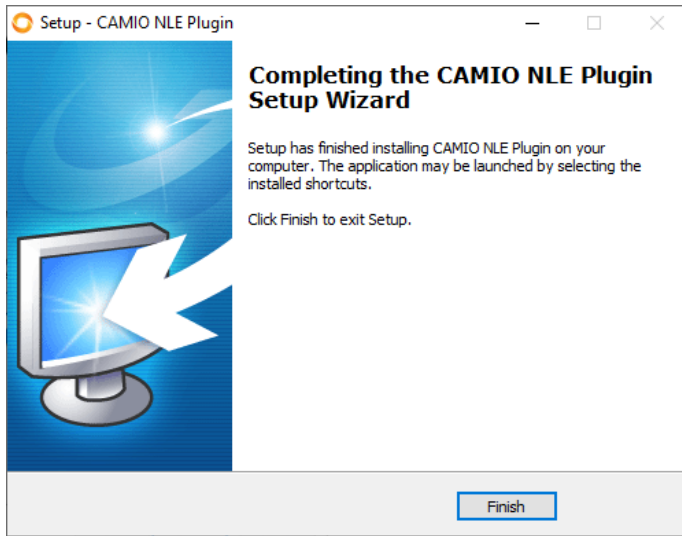 Setup - CAMIO NLE Plugin
Completing the CAMIO NLE Plugin
Setup Wizard
Setup has finished installing CAMIO NLE Plugin on your
computer. The application may be launched by selecting the
installed shortcuts.
Click Finish to exit Setup.
Finish